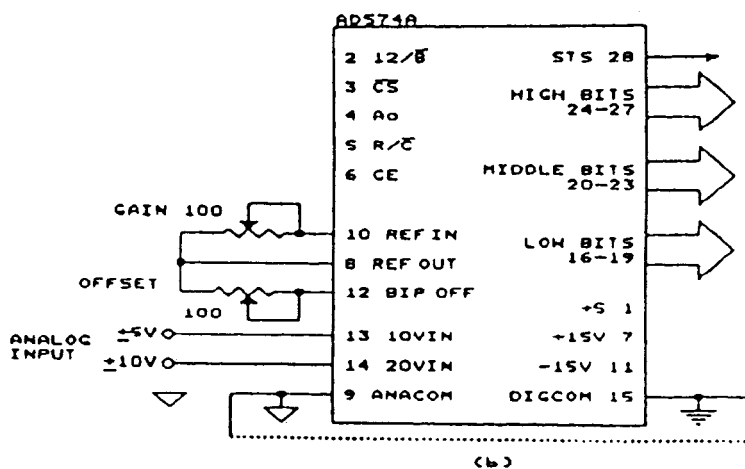 AD574A
2 12/8̅
3 C̅S̅
4 Ao
5 R/C̅
6 CE
10 REF IN
8 REF OUT
12 BIP OFF
13 10VIN
14 20VIN
9 ANACOM
STS 28
HIGH BITS
24-27
MIDDLE BITS
20-23
LOW BITS
16-19
+5 1
+15V 7
-15V 11
DIGCOM 15
GAIN 100
OFFSET
100
ANALOG
INPUT
±5V
±10V
(b)